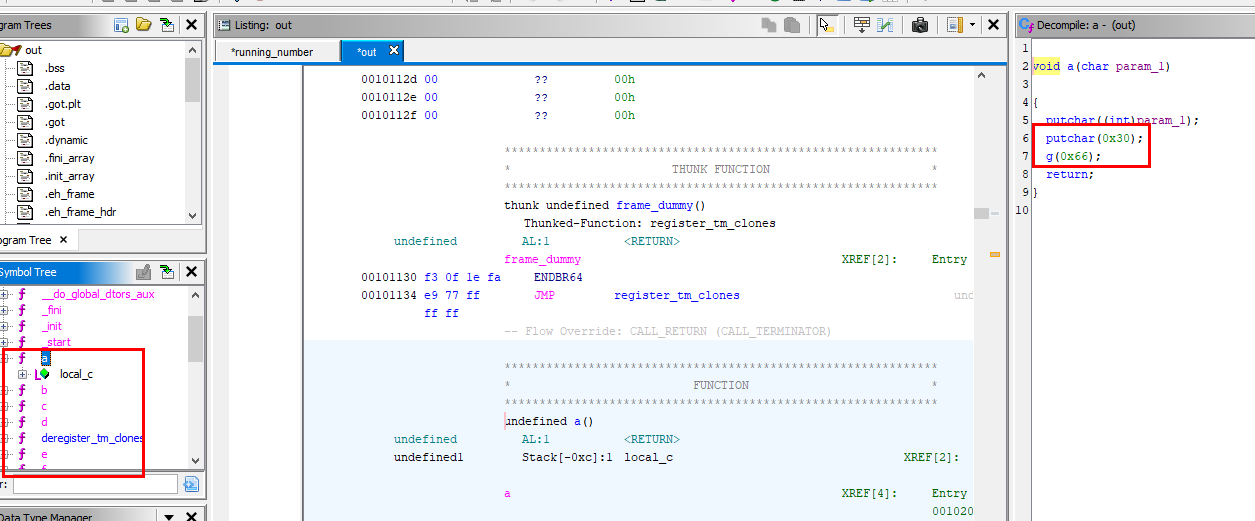 gram Trees
out
.bss
.data
.got.plt
.got
.dynamic
.fini_array
.init_array
.eh_frame
.eh_frame_hdr
ogram Tree ×
Symbol Tree
__do_global_dtors_aux
_fini
_init
_start
a
local_c
b
c
d
deregister_tm_clones
e
r:
Data Type Manager
Listing: out
*running_number
*out
0010112d 00 ?? 00h
0010112e 00 ?? 00h
0010112f 00 ?? 00h
**************************************************************
* THUNK FUNCTION *
**************************************************************
thunk undefined frame_dummy()
Thunked-Function: register_tm_clones
undefined AL:1 <RETURN>
frame_dummy XREF[2]: Entry
00101130 f3 0f 1e fa ENDBR64
00101134 e9 77 ff JMP register_tm_clones und
ff ff
-- Flow Override: CALL_RETURN (CALL_TERMINATOR)
**************************************************************
* FUNCTION *
**************************************************************
undefined a()
undefined AL:1 <RETURN>
undefined1 Stack[-0xc]:1 local_c XREF[2]:
a XREF[4]: Entry
001020
Decompile: a - (out)
1
2 void a(char param_1)
3
4 {
5 putchar((int)param_1);
6 putchar(0x30);
7 g(0x66);
8 return;
9 }
10